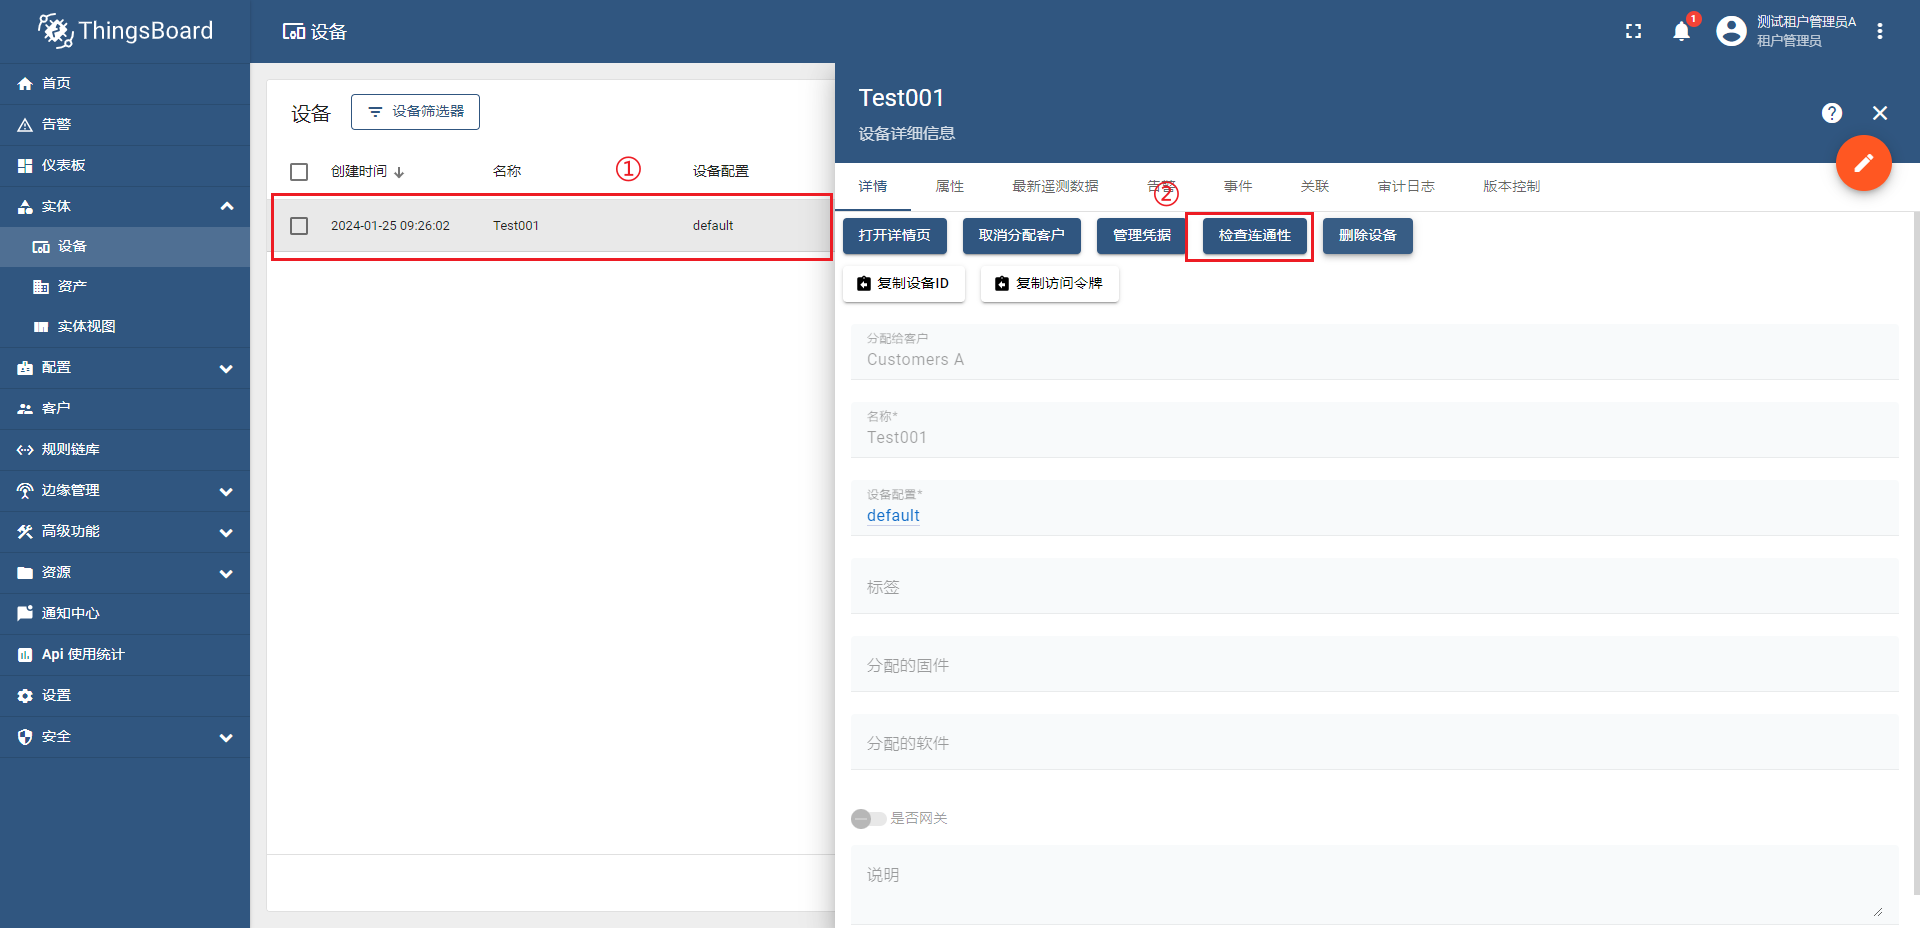 ThingsBoard
设备
1
测试租户管理员A
租户管理员
首页
告警
仪表板
实体
设备
资产
实体视图
配置
客户
规则链库
边缘管理
高级功能
资源
通知中心
Api 使用统计
设置
安全
设备
设备筛选器
创建时间
名称
①
设备配置
2024-01-25 09:26:02
Test001
default
Test001
设备详细信息
?
详情
属性
最新遥测数据
告警
②
事件
关联
审计日志
版本控制
打开详情页
取消分配客户
管理凭据
检查连通性
删除设备
复制设备ID
复制访问令牌
分配给客户
Customers A
名称*
Test001
设备配置*
default
标签
分配的固件
分配的软件
是否网关
说明